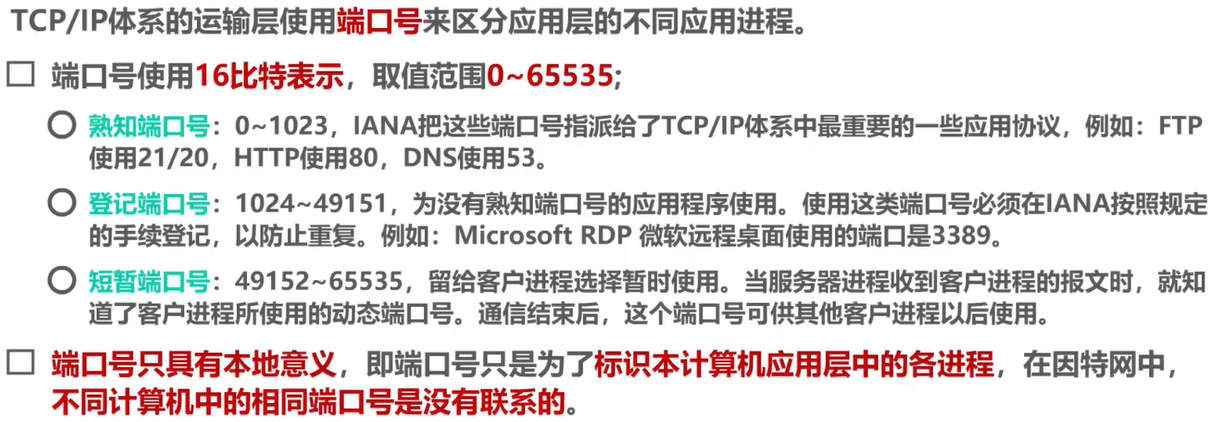 TCP/IP体系的运输层使用端口号来区分应用层的不同应用进程。
端口号使用16比特表示，取值范围0~65535;
熟知端口号：0~1023，IANA把这些端口号指派给了TCP/IP体系中最重要的一些应用协议，例如：FTP
使用21/20，HTTP使用80，DNS使用53。
登记端口号：1024~49151，为没有熟知端口号的应用程序使用。使用这类端口号必须在IANA按照规定
的手续登记，以防止重复。例如：Microsoft RDP 微软远程桌面使用的端口是3389。
短暂端口号：49152~65535，留给客户进程选择暂时使用。当服务器进程收到客户进程的报文时，就知
道了客户进程所使用的动态端口号。通信结束后，这个端口号可供其他客户进程以后使用。
端口号只具有本地意义，即端口号只是为了标识本计算机应用层中的各进程，在因特网中，
不同计算机中的相同端口号是没有联系的。